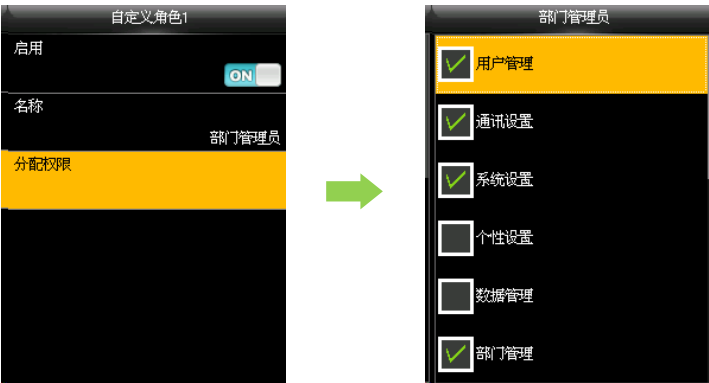 自定义角色1
启用
ON
名称
部门管理员
分配权限
部门管理员
用户管理
通讯设置
系统设置
个性设置
数据管理
部门管理